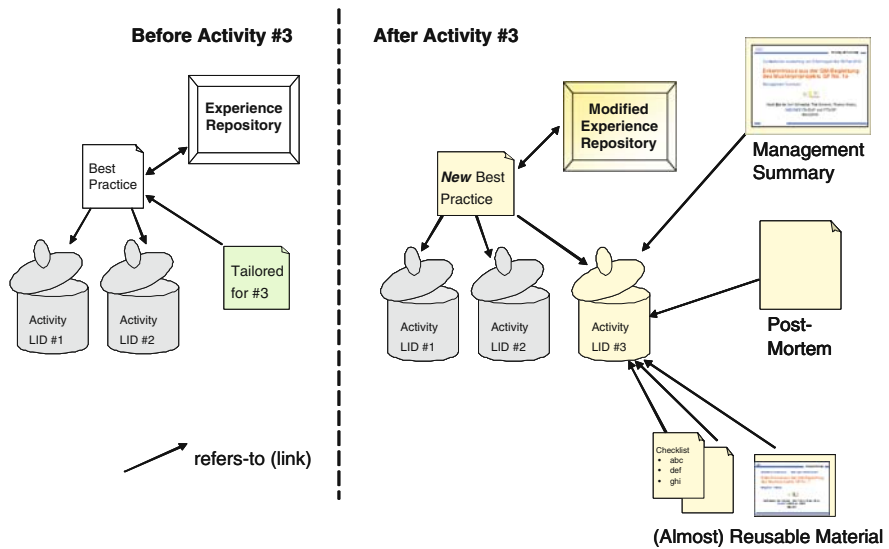 Before Activity #3
Experience
Repository
Best
Practice
Tailored
for #3
Activity
LID #1
Activity
LID #2
refers-to (link)
After Activity #3
Modified
Experience
Repository
New Best
Practice
Activity
LID #1
Activity
LID #2
Activity
LID #3
Management
Summary
Post-
Mortem
Checklist
• abc
• def
• ghi
(Almost) Reusable Material